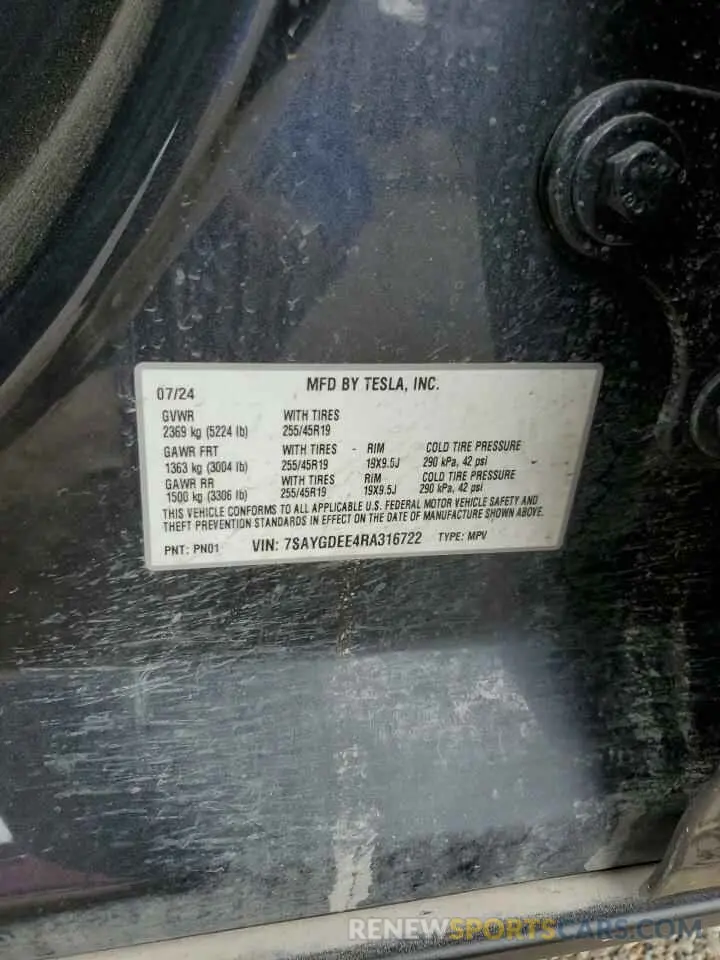 07/24 MFD BY TESLA, INC.
GVWR WITH TIRES
2369 kg (5224 lb) 255/45R19
GAWR FRT WITH TIRES - RIM COLD TIRE PRESSURE
1363 kg (3004 lb) 255/45R19 19X9.5J 290 kPa, 42 psi
GAWR RR WITH TIRES RIM COLD TIRE PRESSURE
1500 kg (3306 lb) 255/45R19 19X9.5J 290 kPa, 42 psi
THIS VEHICLE CONFORMS TO ALL APPLICABLE U.S. FEDERAL MOTOR VEHICLE SAFETY AND
THEFT PREVENTION STANDARDS IN EFFECT ON THE DATE OF MANUFACTURE SHOWN ABOVE.
PNT: PN01 VIN: 7SAYGDEE4RA316722 TYPE: MPV
RENEWSPORTSCARS.COM